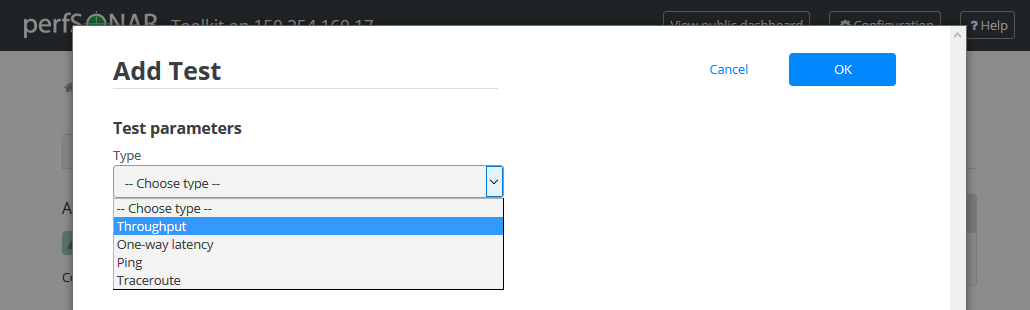 perfSONAR Toolkit on 150.254.160.17
View public dashboard
Configuration
? Help
Add Test
Cancel
OK
Test parameters
Type
-- Choose type --
-- Choose type --
Throughput
One-way latency
Ping
Traceroute